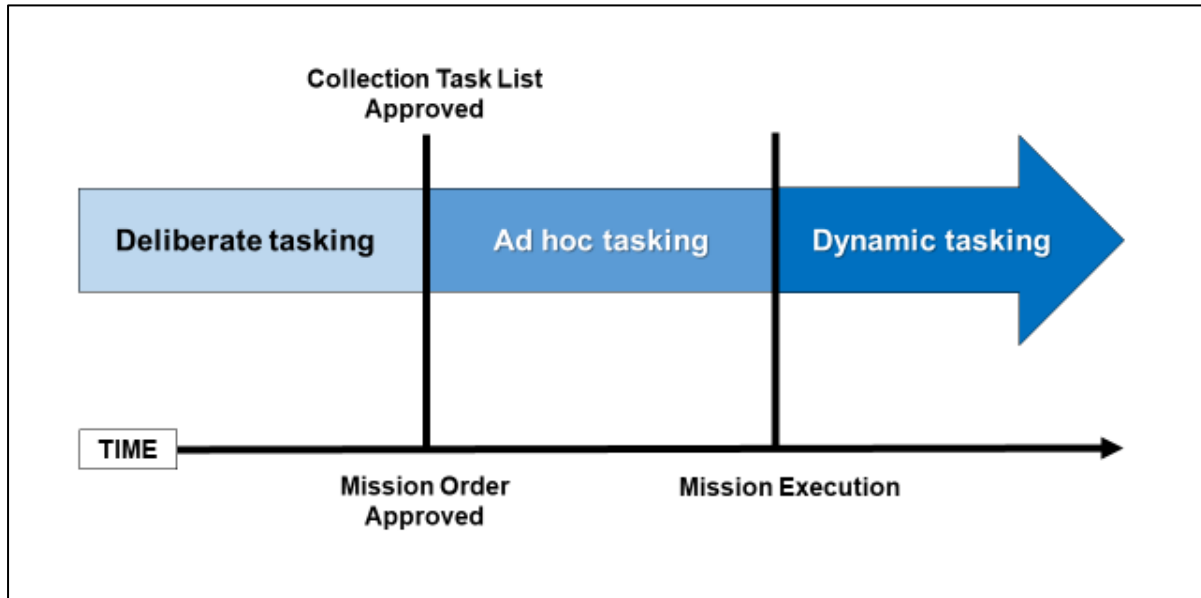 Collection Task List
Approved
Deliberate tasking
Ad hoc tasking
Dynamic tasking
TIME
Mission Order
Approved
Mission Execution